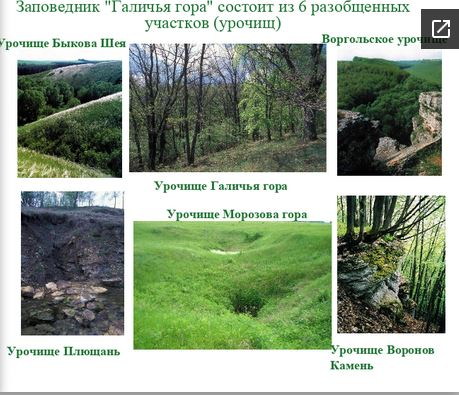 Заповедник "Галичья гора" состоит из 6 разобщенных
участков (урочищ)
Урочище Быкова Шея
Воргольское урочище
Урочище Галичья гора
Урочище Морозова гора
Урочище Плющань
Урочище Воронов
Камень